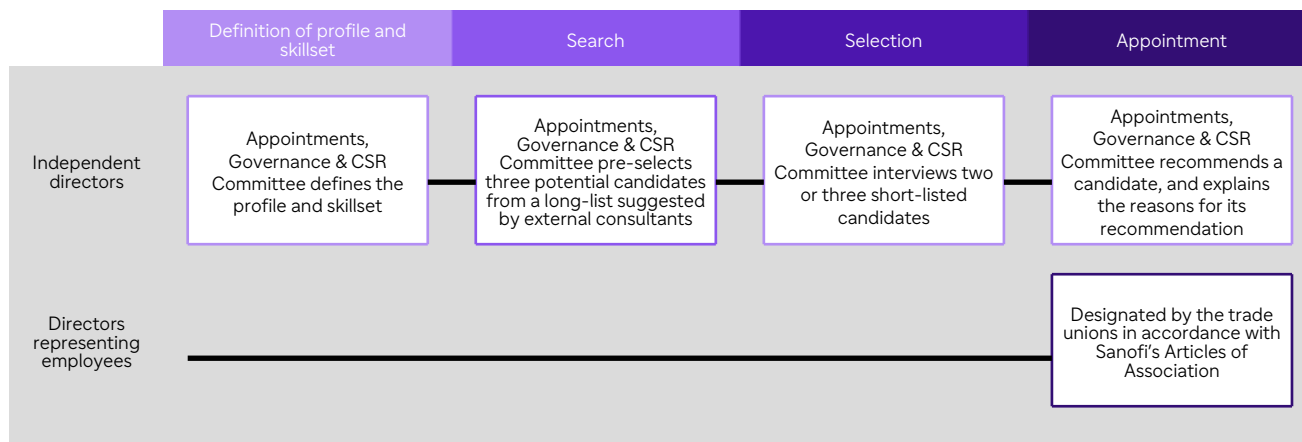 Definition of profile and
skillset
Search
Selection
Appointment
Independent
directors
Appointments,
Governance & CSR
Committee defines the
profile and skillset
Appointments,
Governance & CSR
Committee pre-selects
three potential candidates
from a long-list suggested
by external consultants
Appointments,
Governance & CSR
Committee interviews two
or three short-listed
candidates
Appointments,
Governance & CSR
Committee recommends a
candidate, and explains
the reasons for its
recommendation
Directors
representing
employees
Designated by the trade
unions in accordance with
Sanofi's Articles of
Association